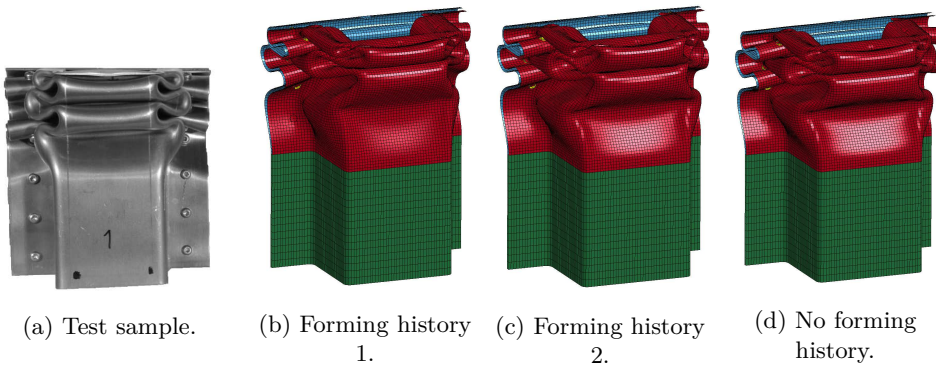 1
(a) Test sample.
(b) Forming history
1.
(c) Forming history
2.
(d) No forming
history.